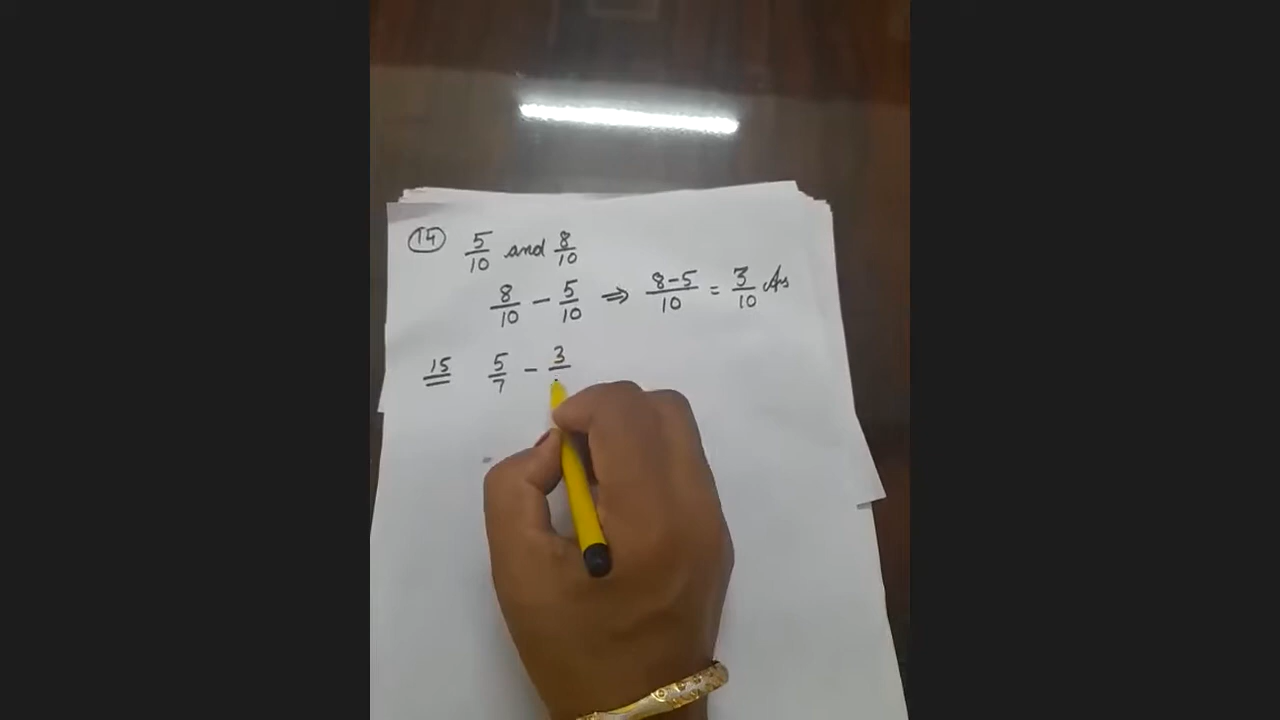 14 5/10 and 8/10
8/10 - 5/10 ⇒ 8-5/10 = 3/10 Ans
15 5/7 - 3/